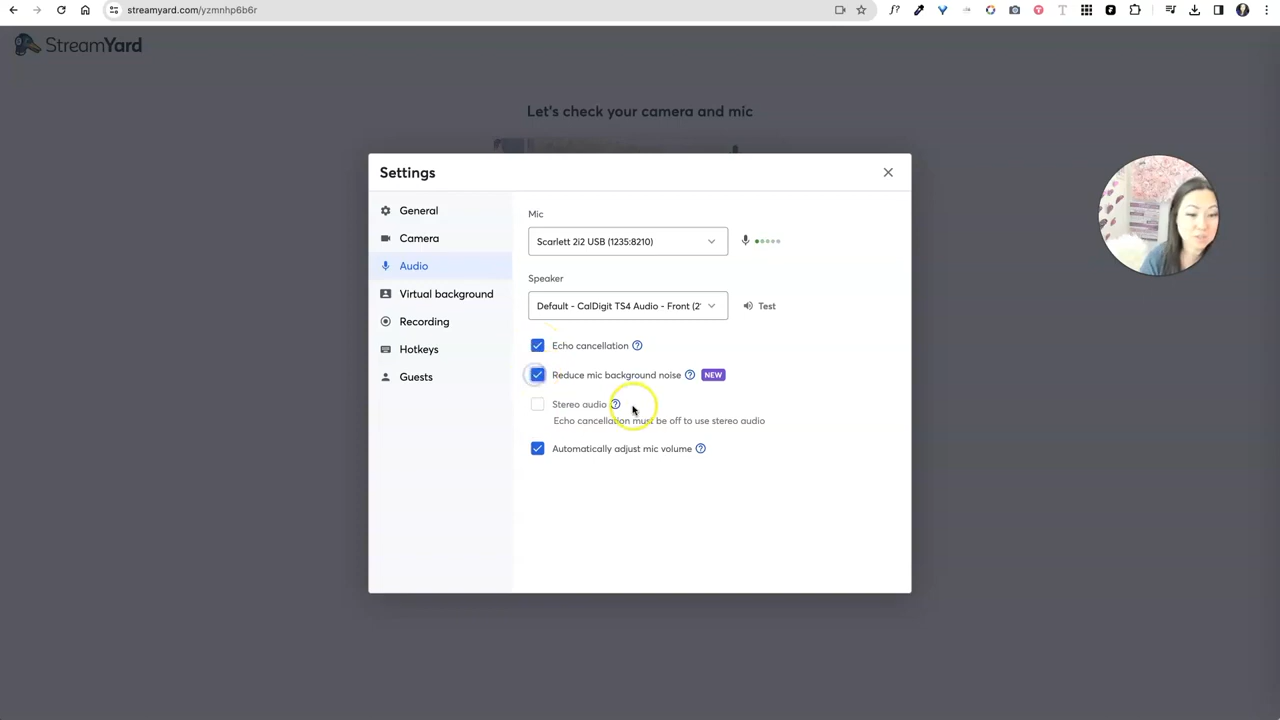 streamyard.com/yzmnhp6b6r
StreamYard
Let's check your camera and mic
Settings
General
Camera
Audio
Virtual background
Recording
Hotkeys
Guests
Mic
Scarlett 2i2 USB (1235:8210)
Speaker
Default - CalDigit TS4 Audio - Front (2
Test
Echo cancellation
Reduce mic background noise NEW
Stereo audio
Echo cancellation must be off to use stereo audio
Automatically adjust mic volume